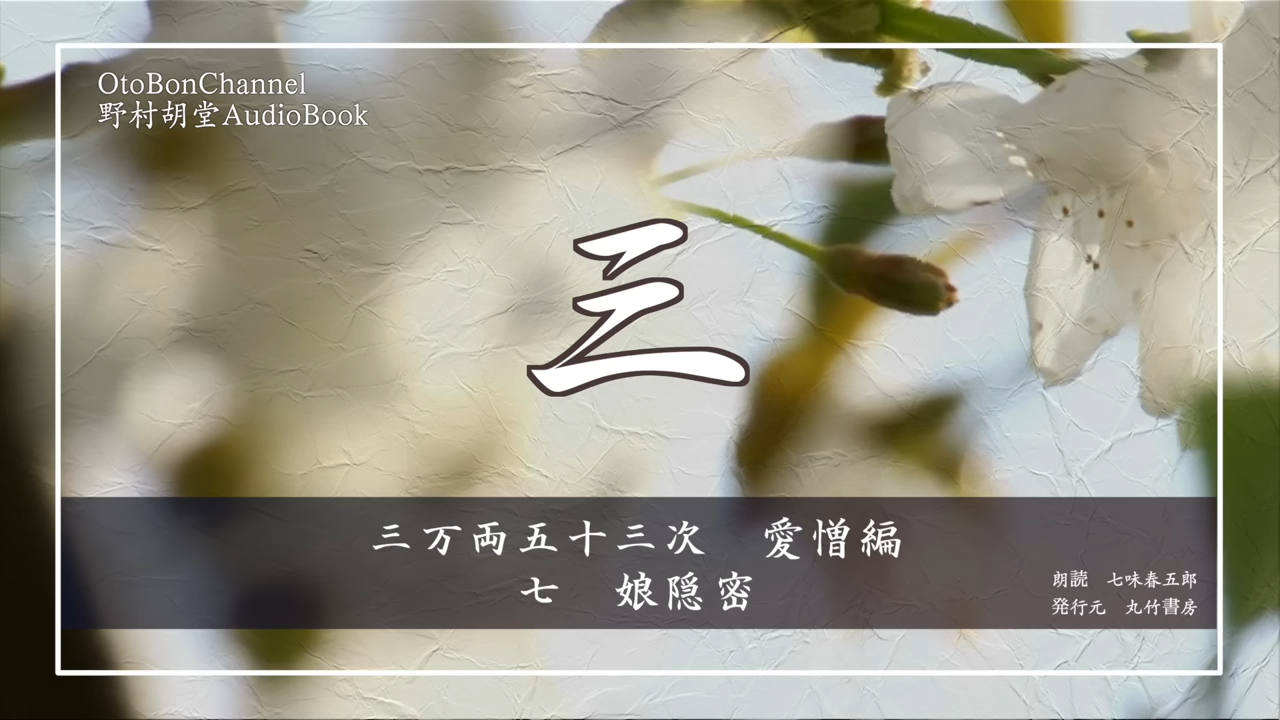 OtoBonChannel
野村胡堂AudioBook
三
三万両五十三次　愛憎編
七　娘隠密
朗読　七味春五郎
発行元　丸竹書房